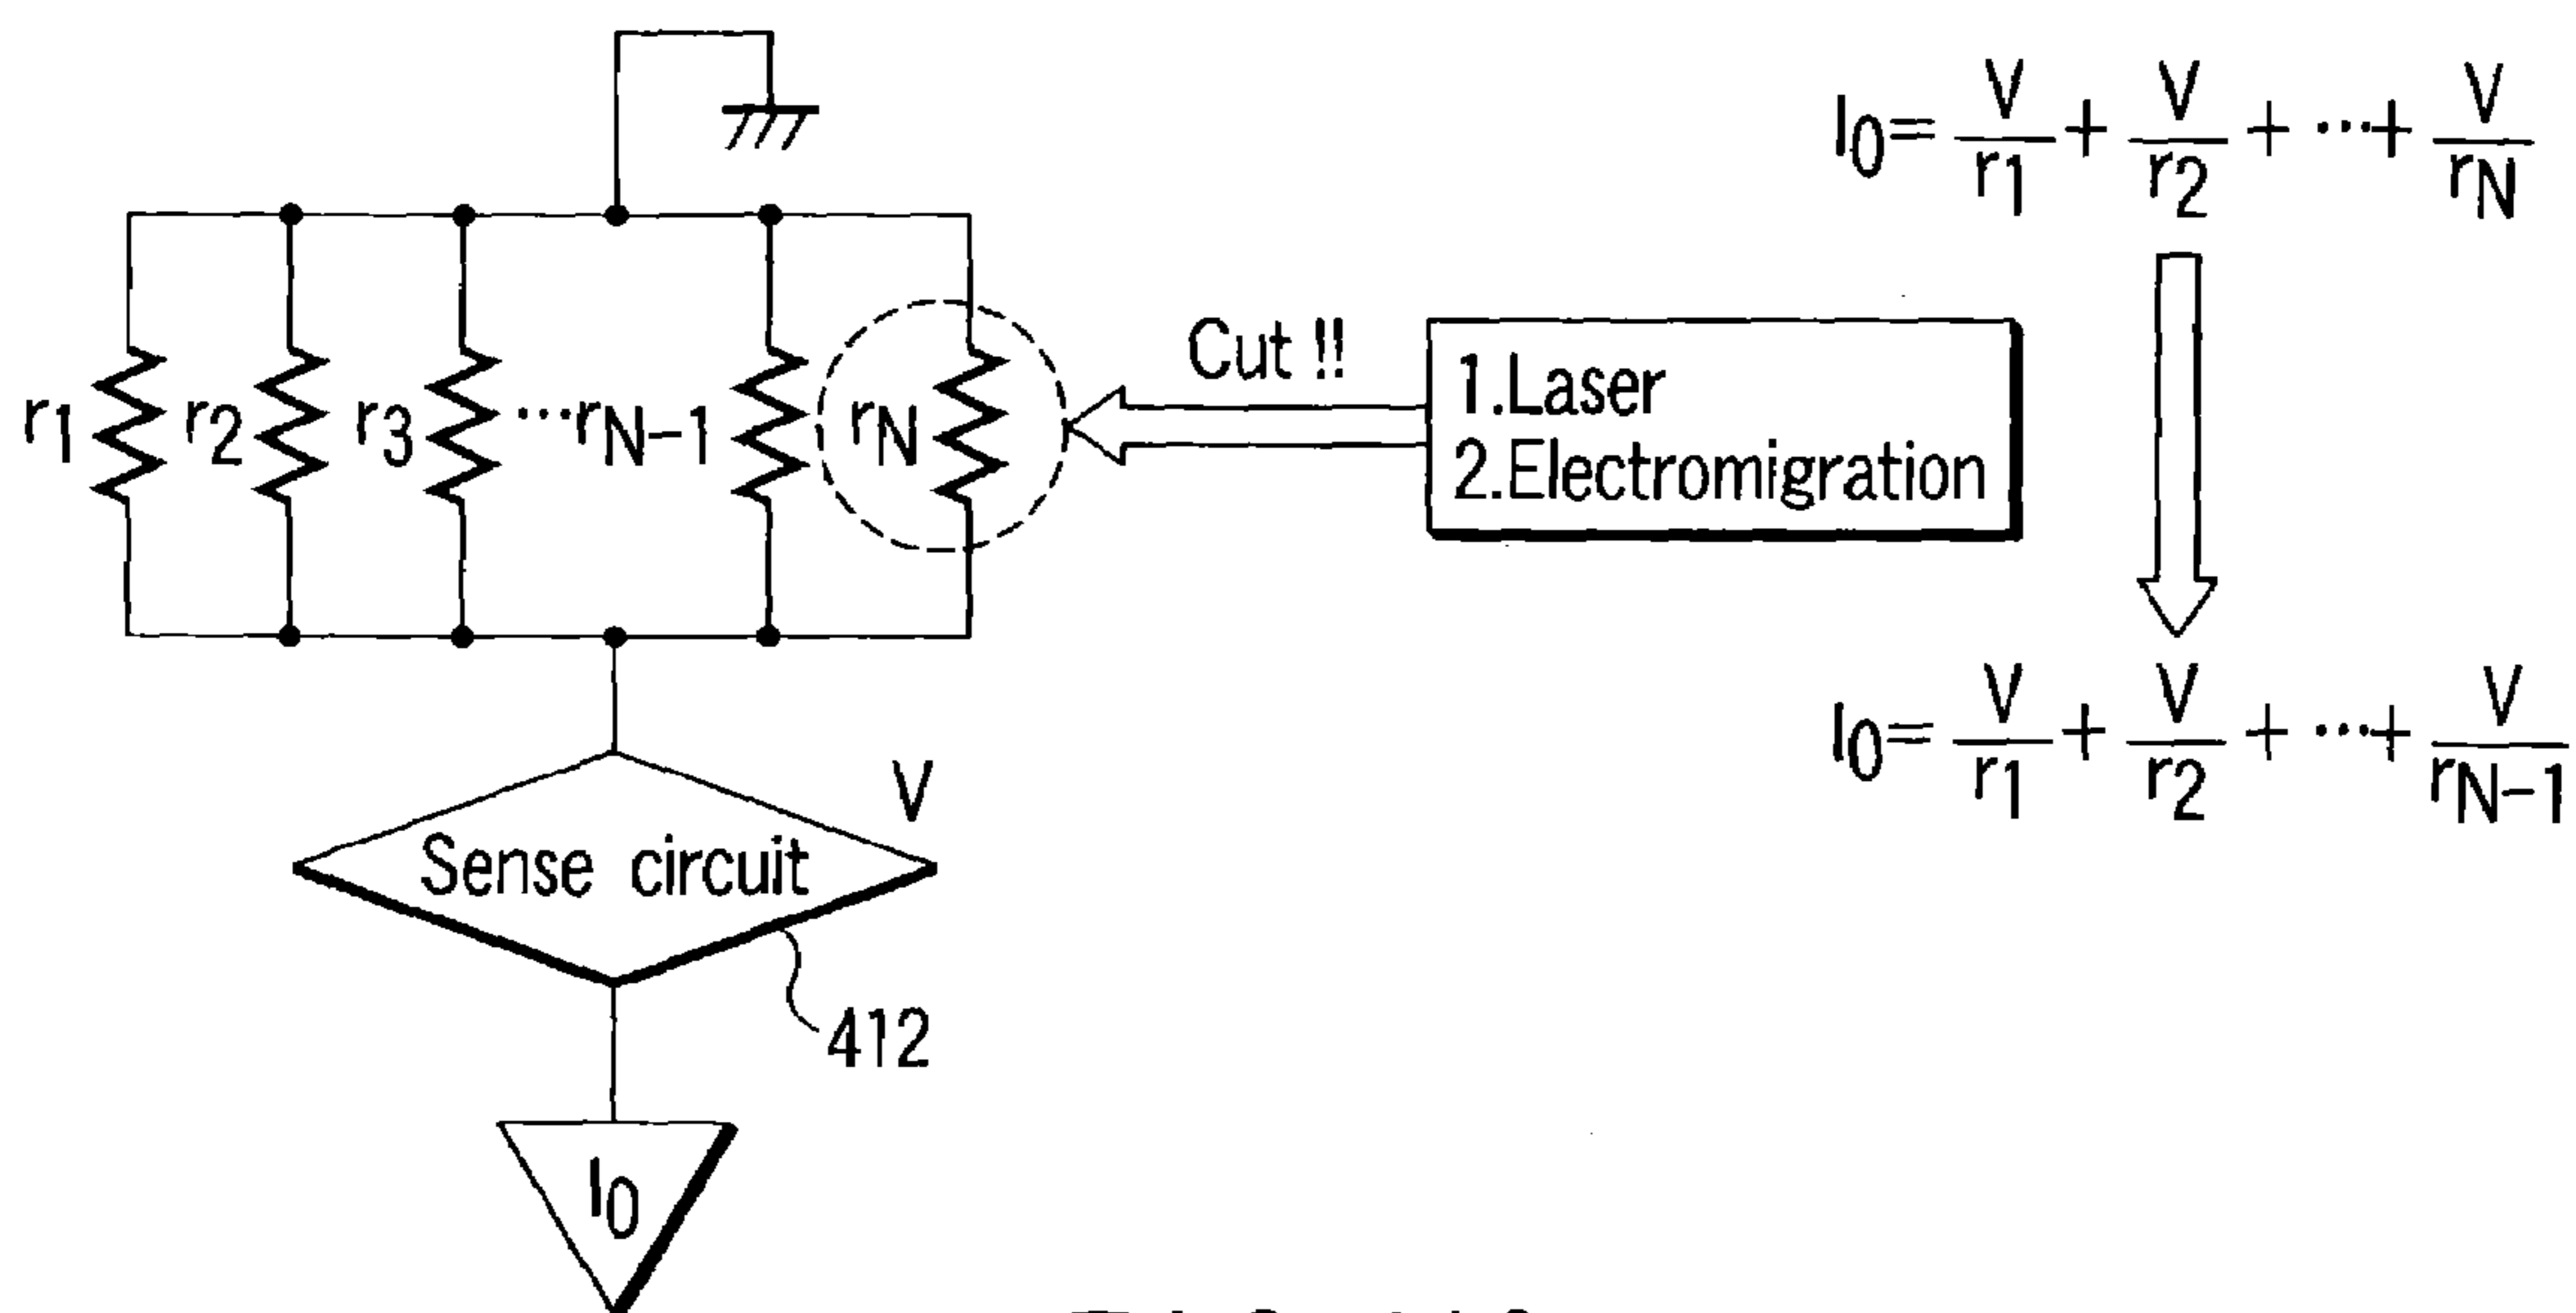 I0= V/r1 + V/r2 + ···+ V/rN
Cut !!
1.Laser
2.Electromigration
r1 r2 r3 ···rN-1 rN
I0= V/r1 + V/r2 + ···+ V/rN-1
V
Sense circuit
412
I0